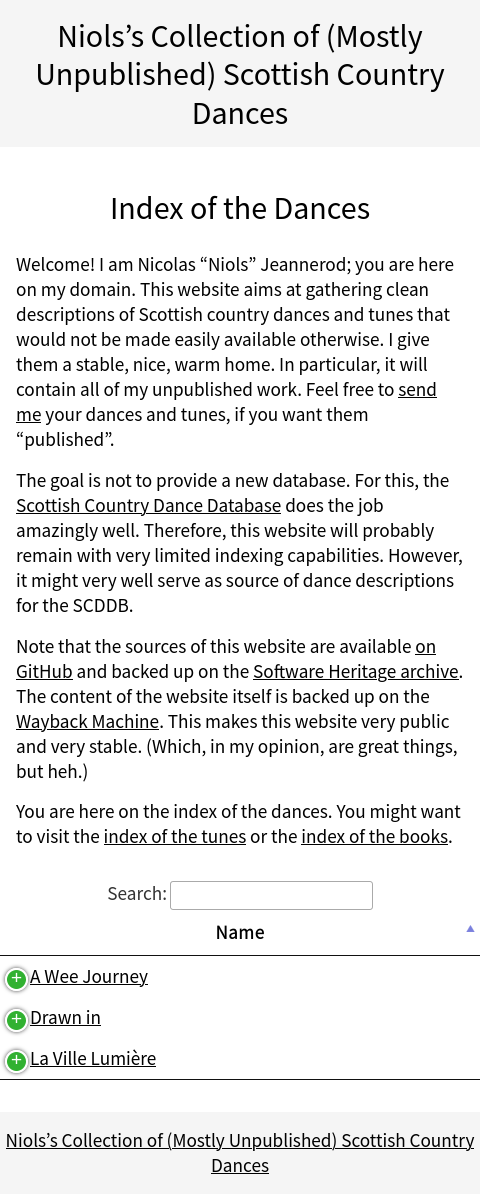 Niols’s Collection of (Mostly
Unpublished) Scottish Country
Dances
Index of the Dances
Welcome! I am Nicolas “Niols” Jeannerod; you are here
on my domain. This website aims at gathering clean
descriptions of Scottish country dances and tunes that
would not be made easily available otherwise. I give
them a stable, nice, warm home. In particular, it will
contain all of my unpublished work. Feel free to send
me your dances and tunes, if you want them
“published”.
The goal is not to provide a new database. For this, the
Scottish Country Dance Database does the job
amazingly well. Therefore, this website will probably
remain with very limited indexing capabilities. However,
it might very well serve as source of dance descriptions
for the SCDDB.
Note that the sources of this website are available on
GitHub and backed up on the Software Heritage archive.
The content of the website itself is backed up on the
Wayback Machine. This makes this website very public
and very stable. (Which, in my opinion, are great things,
but heh.)
You are here on the index of the dances. You might want
to visit the index of the tunes or the index of the books.
Search:
Name
A Wee Journey
Drawn in
La Ville Lumière
Niols’s Collection of (Mostly Unpublished) Scottish Country
Dances